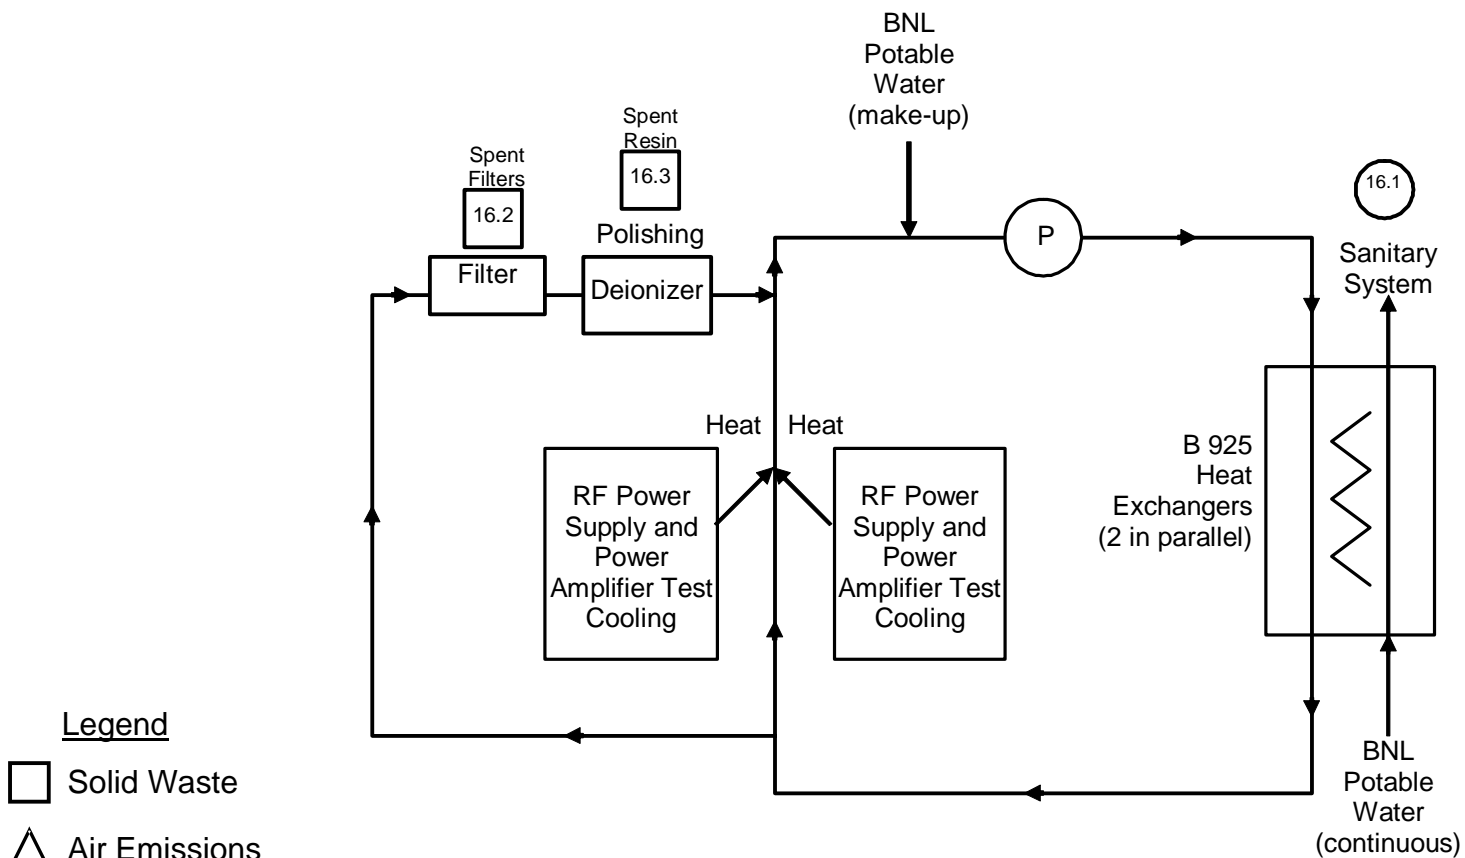 BNL
Potable
Water
(make-up)
Spent
Resin
16.3
Spent
Filters
16.2
Polishing
Filter
Deionizer
P
16.1
Sanitary
System
Heat
Heat
RF Power
Supply and
Power
Amplifier Test
Cooling
RF Power
Supply and
Power
Amplifier Test
Cooling
B 925
Heat
Exchangers
(2 in parallel)
BNL
Potable
Water
(continuous)
Legend
Solid Waste
Air Emissions